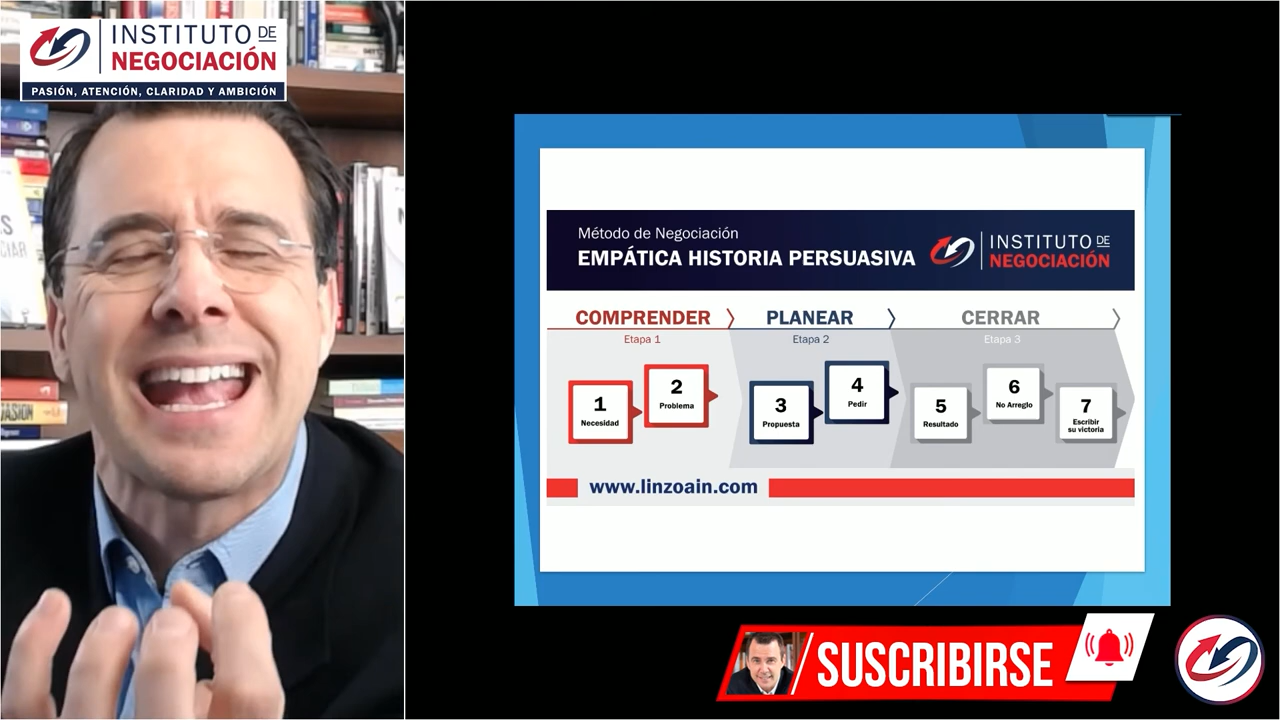 INSTITUTO DE
NEGOCIACIÓN
PASIÓN, ATENCIÓN, CLARIDAD Y AMBICIÓN
Método de Negociación
EMPÁTICA HISTORIA PERSUASIVA
INSTITUTO DE
NEGOCIACIÓN
COMPRENDER
PLANEAR
CERRAR
Etapa 1
Etapa 2
Etapa 3
1
Necesidad
2
Problema
3
Propuesta
4
Pedir
5
Resultado
6
No Arreglo
7
Escribir
su victoria
www.linzoain.com
SUSCRIBIRSE